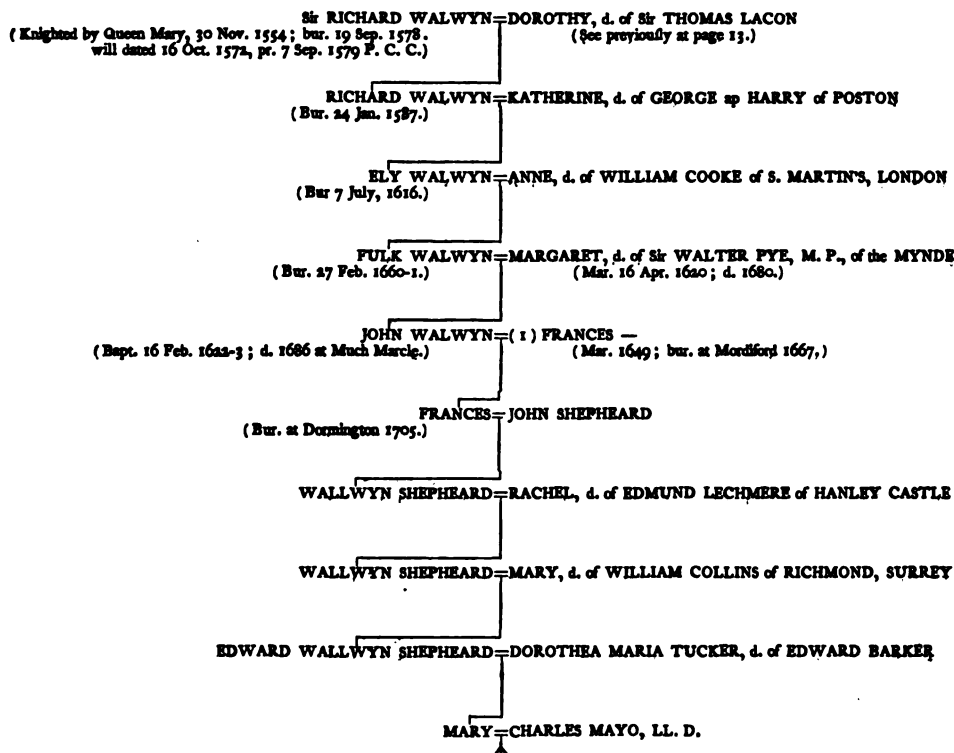 Sir RICHARD WALWYN=DOROTHY, d. of Sir THOMAS LACON
(Knighted by Queen Mary, 30 Nov. 1554; bur. 19 Sep. 1578. (See previously at page 13.)
will dated 16 Oct. 1572, pr. 7 Sep. 1579 P. C. C.)
RICHARD WALWYN=KATHERINE, d. of GEORGE ap HARRY of POSTON
(Bur. 24 Jan. 1587.)
ELY WALWYN=ANNE, d. of WILLIAM COOKE of S. MARTIN'S, LONDON
(Bur 7 July, 1616.)
FULK WALWYN=MARGARET, d. of Sir WALTER PYE, M. P., of the MYNDE
(Bur. 27 Feb. 1660-1.) (Mar. 16 Apr. 1620; d. 1680.)
JOHN WALWYN=(1) FRANCES —
(Bapt. 16 Feb. 1622-3; d. 1686 at Much Marcle.) (Mar. 1649; bur. at Mordiford 1667,)
FRANCES=JOHN SHEPHEARD
(Bur. at Dormington 1705.)
WALLWYN SHEPHEARD=RACHEL, d. of EDMUND LECHMERE of HANLEY CASTLE
WALLWYN SHEPHEARD=MARY, d. of WILLIAM COLLINS of RICHMOND, SURREY
EDWARD WALLWYN SHEPHEARD=DOROTHEA MARIA TUCKER, d. of EDWARD BARKER
MARY=CHARLES MAYO, LL. D.